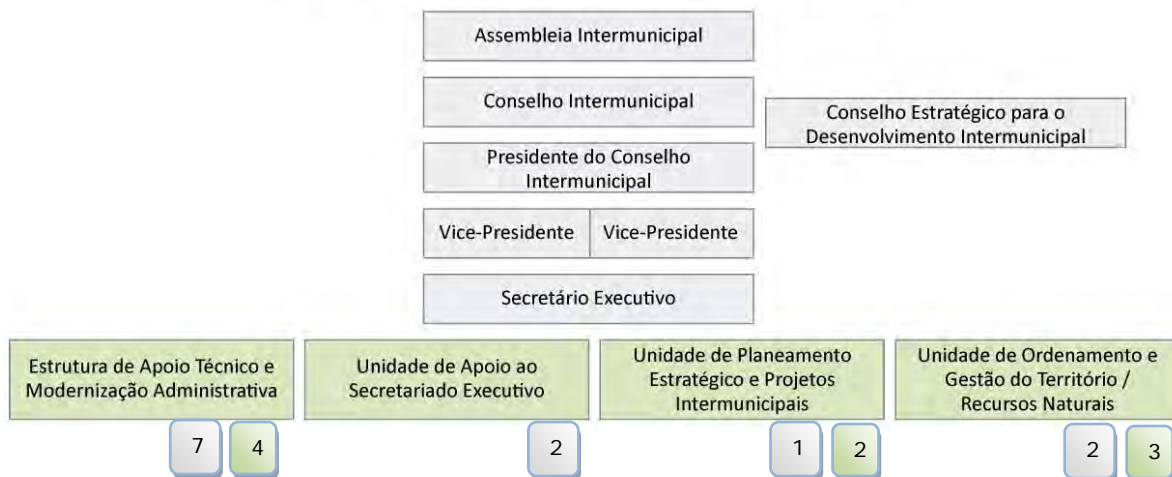 Assembleia Intermunicipal
Conselho Intermunicipal
Conselho Estratégico para o
Desenvolvimento Intermunicipal
Presidente do Conselho
Intermunicipal
Vice-Presidente
Vice-Presidente
Secretário Executivo
Estrutura de Apoio Técnico e
Modernização Administrativa
Unidade de Apoio ao
Secretariado Executivo
Unidade de Planeamento
Estratégico e Projetos
Intermunicipais
Unidade de Ordenamento e
Gestão do Território /
Recursos Naturais
7
4
2
1
2
2
3